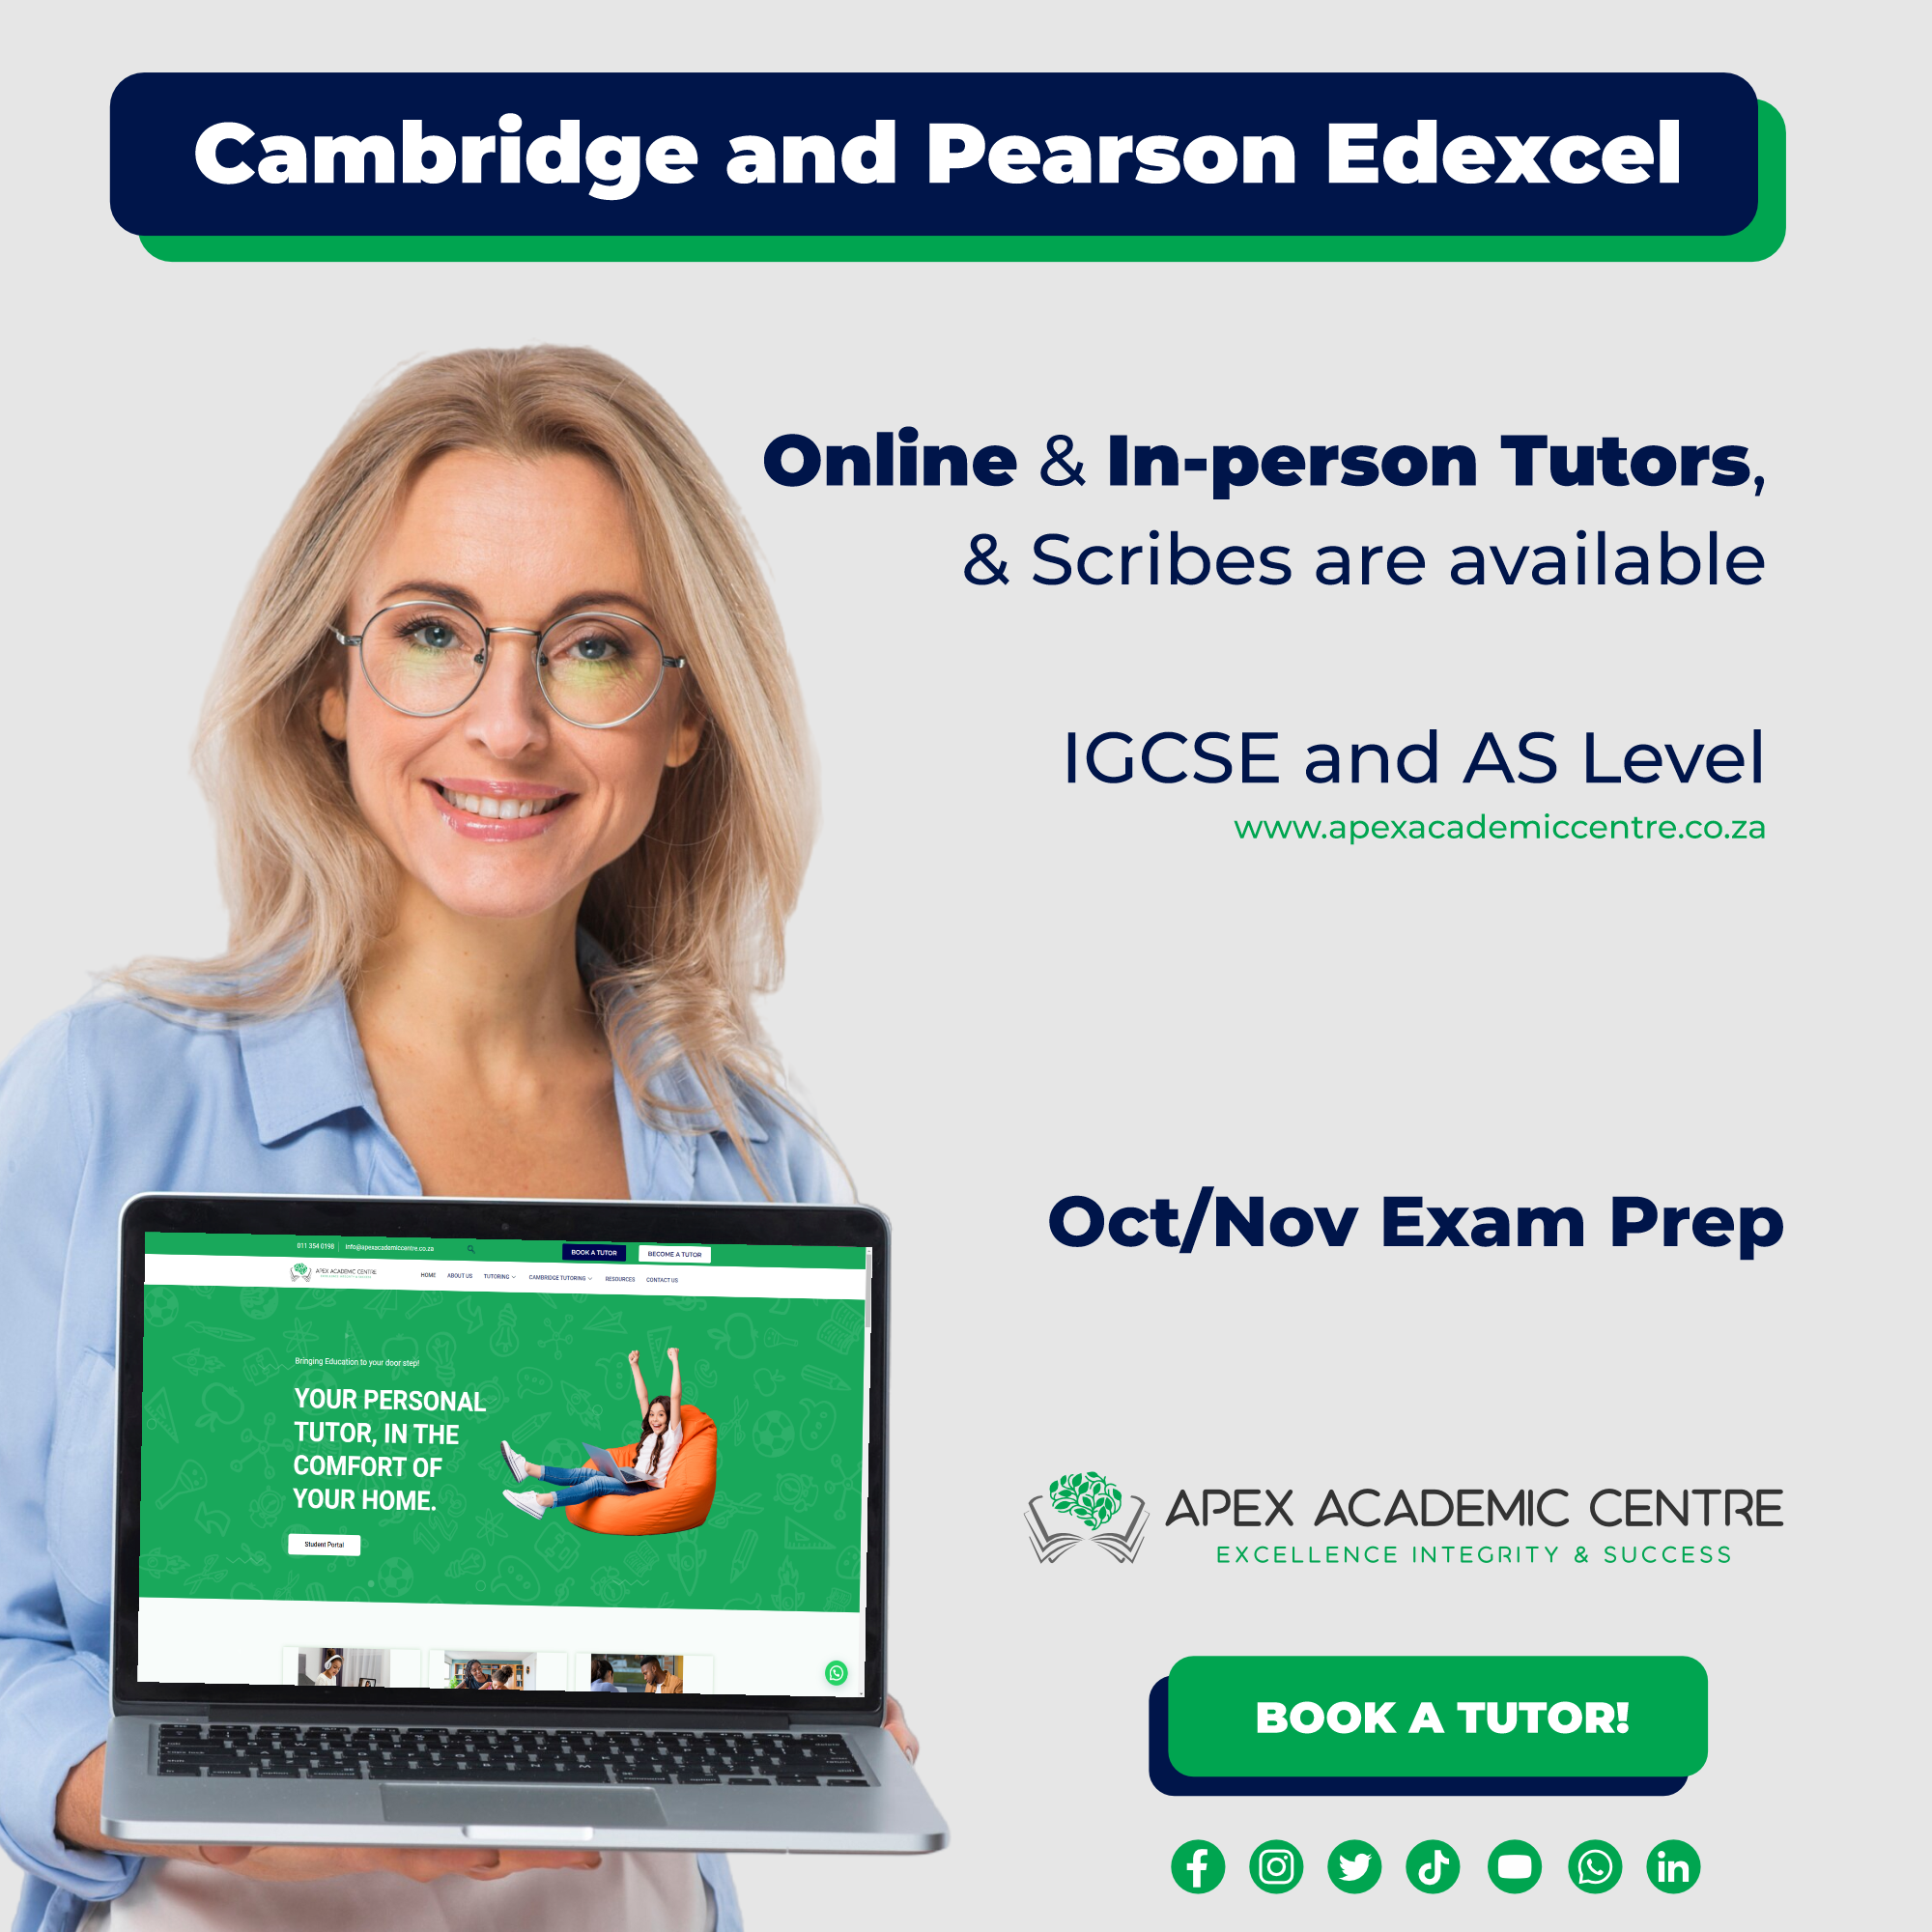 Cambridge and Pearson Edexcel
Online & In-person Tutors,
& Scribes are available
IGCSE and AS Level
www.apexacademiccentre.co.za
Oct/Nov Exam Prep
011 354 0198
info@apexacademiccentre.co.za
BOOK A TUTOR
BECOME A TUTOR
APEX ACADEMIC CENTRE
HOME ABOUT US TUTORING CAMBRIDGE TUTORING RESOURCES CONTACT US
Bringing Education to your door step!
YOUR PERSONAL
TUTOR, IN THE
COMFORT OF
YOUR HOME.
Student Portal
APEX ACADEMIC CENTRE
EXCELLENCE INTEGRITY & SUCCESS
BOOK A TUTOR!